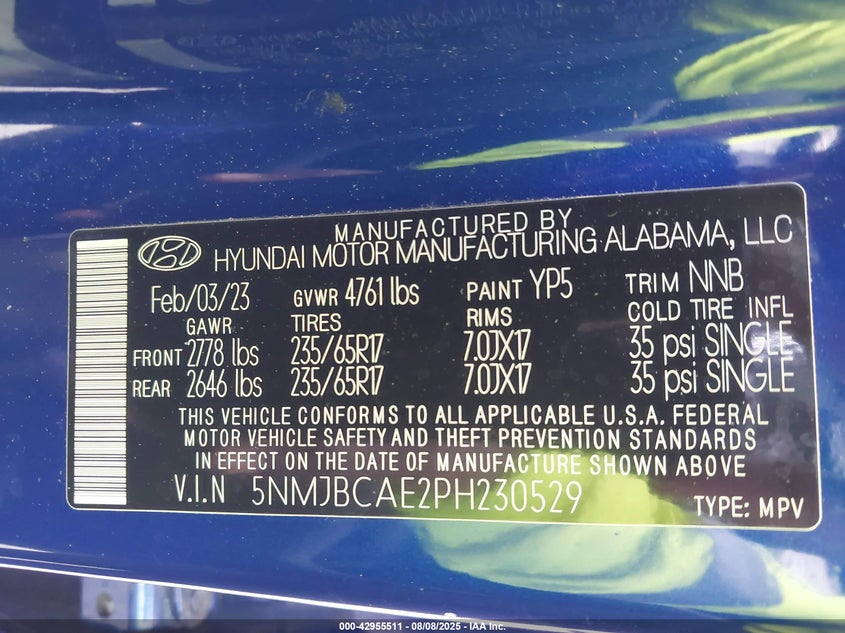 MANUFACTURED BY
HYUNDAI MOTOR MANUFACTURING ALABAMA, LLC
Feb/03/23 GVWR 4761 lbs PAINT YP5 TRIM NNB
GAWR TIRES RIMS COLD TIRE INFL
FRONT 2778 lbs 235/65R17 7.0JX17 35 psi SINGLE
REAR 2646 lbs 235/65R17 7.0JX17 35 psi SINGLE
THIS VEHICLE CONFORMS TO ALL APPLICABLE U.S.A. FEDERAL
MOTOR VEHICLE SAFETY AND THEFT PREVENTION STANDARDS
IN EFFECT ON THE DATE OF MANUFACTURE SHOWN ABOVE
V.I.N 5NMJBCAE2PH230529 TYPE: MPV
000-42955511 - 08/08/2025 - IAA Inc.